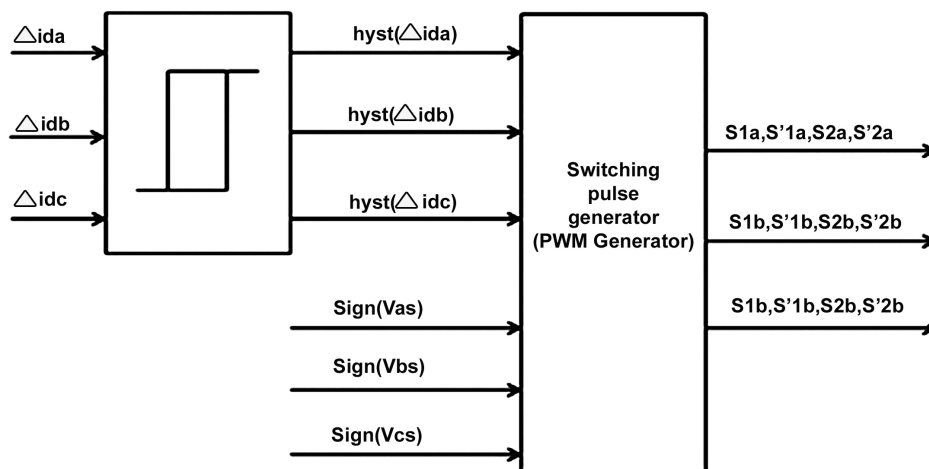 △ida
△idb
△idc
hyst(△ida)
hyst(△idb)
hyst(△idc)
Sign(Vas)
Sign(Vbs)
Sign(Vcs)
Switching
pulse
generator
(PWM Generator)
S1a,S’1a,S2a,S’2a
S1b,S’1b,S2b,S’2b
S1b,S’1b,S2b,S’2b